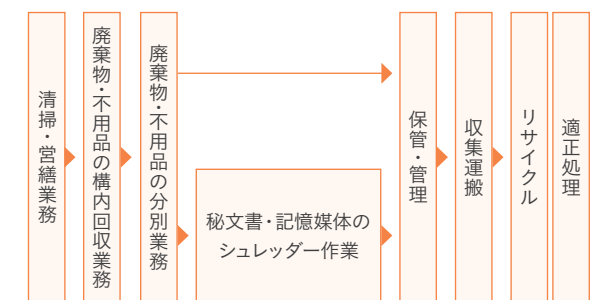 清掃・営繕業務
廃棄物・不用品の構内回収業務
廃棄物・不用品の分別業務
秘文書・記憶媒体の
シュレッダー作業
保管・管理
収集運搬
リサイクル
適正処理